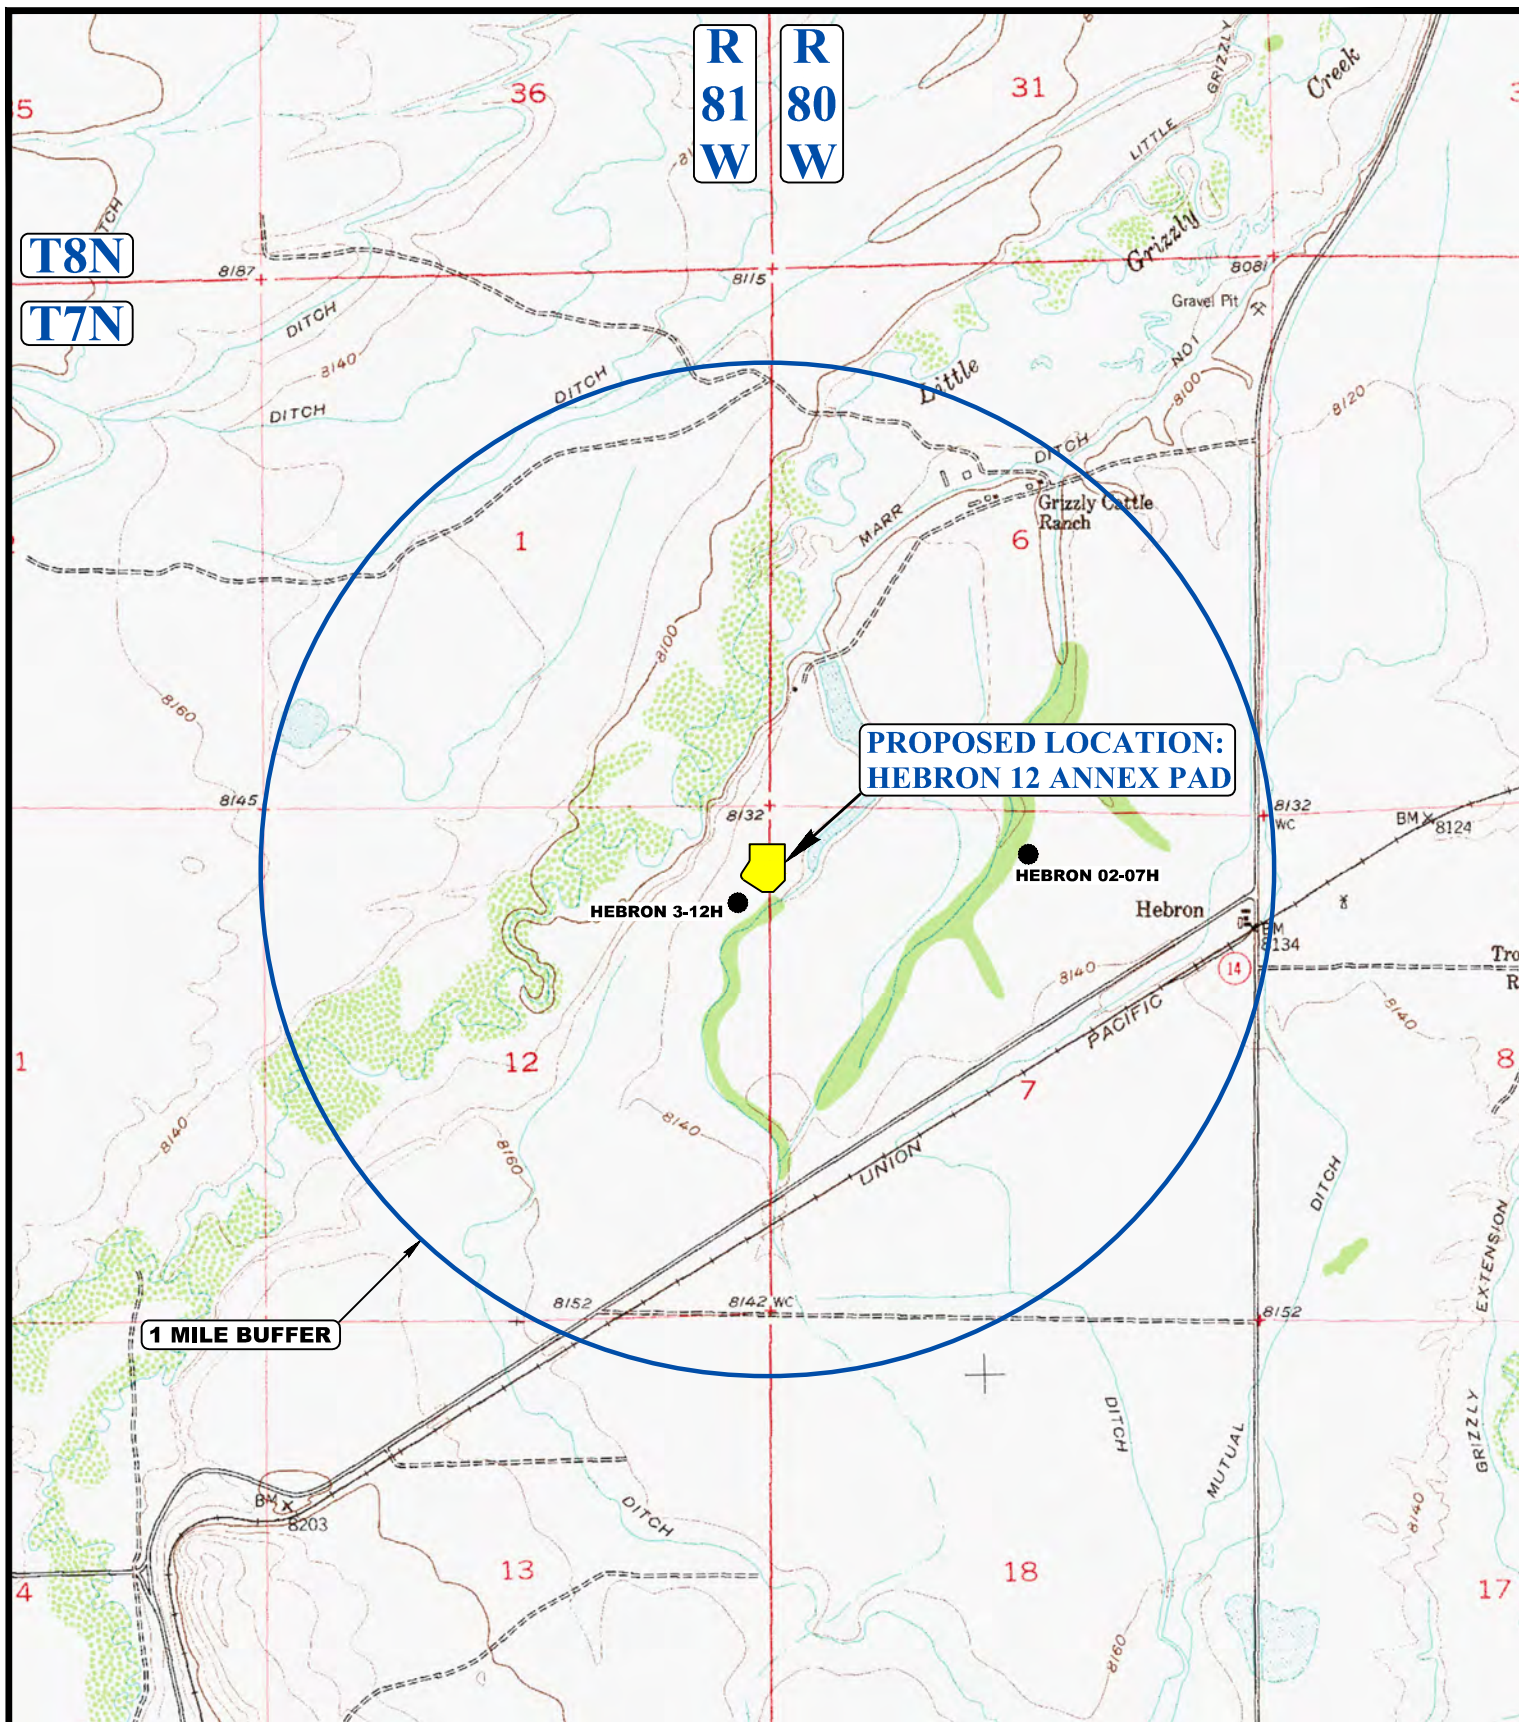 R
81
W
R
80
W
T8N
T7N
36
31
GRIZZLY
LITTLE
Creek
Grizzly
Little
8187
8115
8081
Gravel Pit
DITCH
8140
DITCH
DITCH
NO 1
8100
8120
DITCH
MARR
Grizzly Cattle
Ranch
1
6
8100
8160
PROPOSED LOCATION:
HEBRON 12 ANNEX PAD
8145
8132
8132
WC
BM
8124
HEBRON 02-07H
HEBRON 3-12H
Hebron
BM
8134
14
8140
8140
PACIFIC
UNION
1
12
7
8
8140
8160
8140
DITCH
EXTENSION
8152
8142 WC
8152
1 MILE BUFFER
DITCH
MUTUAL
GRIZZLY
BM
8203
DITCH
8140
4
13
18
17
8160